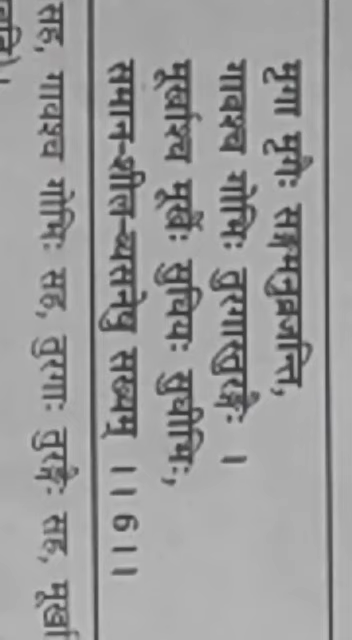 मृगा मृगैः सङ्गमनुव्रजन्ति,
गावश्च गोभिः तुरगास्तुरङ्गैः ।
मूर्खाश्च मूर्खैः सुधियः सुधीभिः,
समान-शील-व्यसनेषु सख्यम् ।।6।।
सह, गावश्च गोभिः सह, तुरगाः तुरङ्गैः सह, मूर्खा